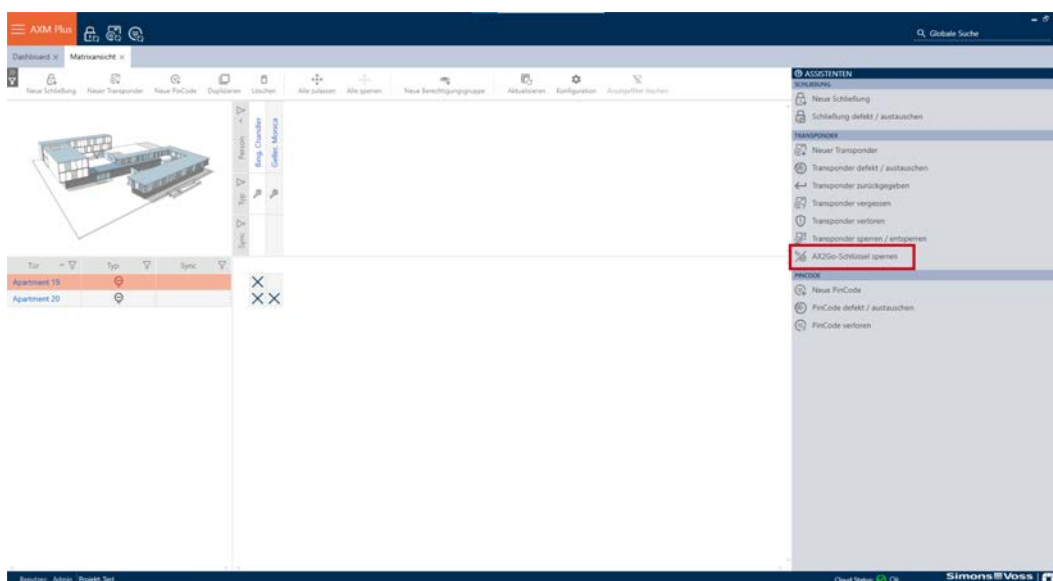 AXM Plus
Globale Suche
Dashboard × Matrixansicht ×
Neue Schließung Neuer Transponder Neue PinCode Duplizieren Löschen Alle zulassen Alle sperren Neue Berechtigungsgruppe Aktualisieren Konfiguration Anzeigefilter löschen
Person
Bing, Chandler
Geller, Monica
Typ
Sync
Tür Typ Sync
Apartment 19
Apartment 20
ASSISTENTEN
SCHLIEßUNG
Neue Schließung
Schließung defekt / austauschen
TRANSPONDER
Neuer Transponder
Transponder defekt / austauschen
Transponder zurückgegeben
Transponder vergessen
Transponder verloren
Transponder sperren / entsperren
AX2Go-Schlüssel sperren
PINCODE
Neue PinCode
PinCode defekt / austauschen
PinCode verloren
Benutzer: Admin Projekt: Test
Cloud Status: Ok
Simons Voss